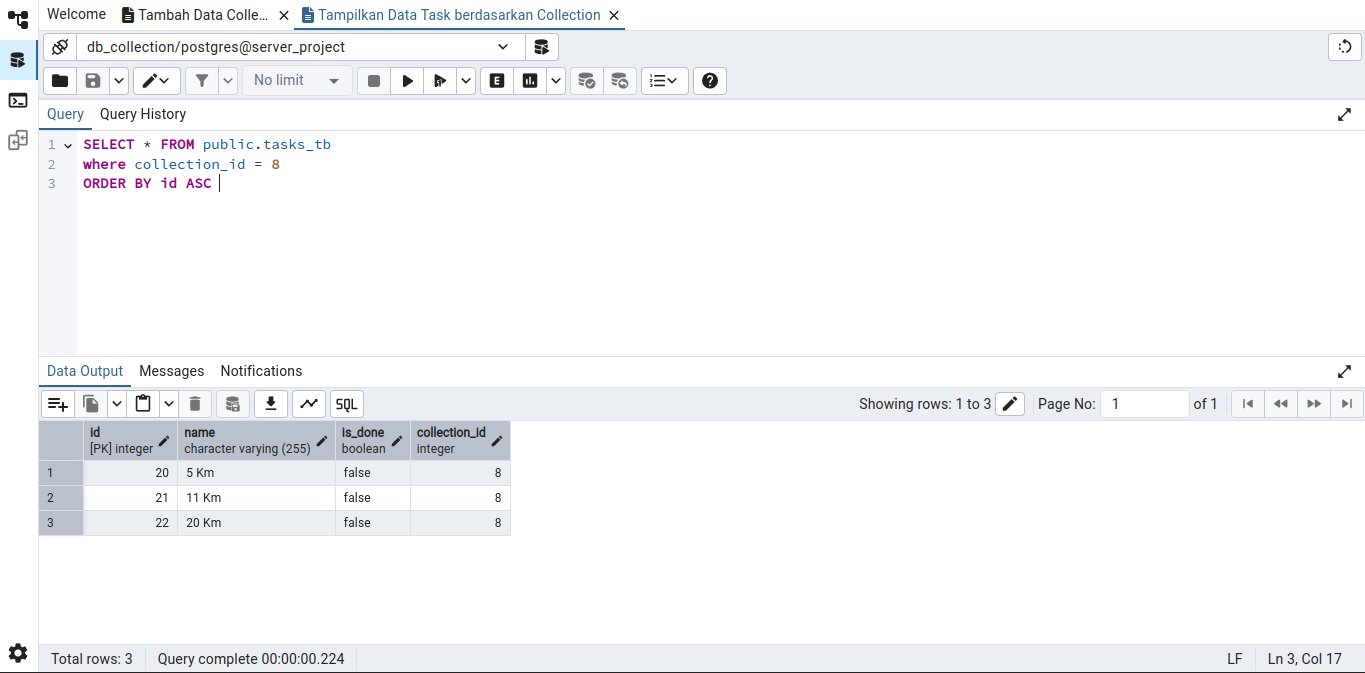 Welcome
Tambah Data Colle...
Tampilkan Data Task berdasarkan Collection
db_collection/postgres@server_project
No limit
E
Query
Query History
1 SELECT * FROM public.tasks_tb
2 where collection_id = 8
3 ORDER BY id ASC
Data Output
Messages
Notifications
SQL
Showing rows: 1 to 3
Page No:
1
of 1
id name is_done collection_id
[PK] integer character varying (255) boolean integer
1 20 5 Km false 8
2 21 11 Km false 8
3 22 20 Km false 8
Total rows: 3
Query complete 00:00:00.224
LF
Ln 3, Col 17